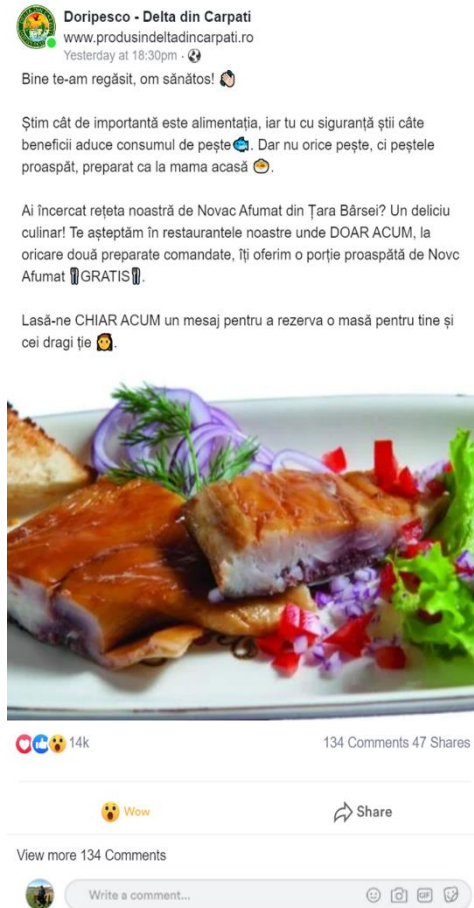 Doripesco - Delta din Carpati
www.produsindeltadincarpati.ro
Yesterday at 18:30pm ·
Bine te-am regăsit, om sănătos!
Știm cât de importantă este alimentația, iar tu cu siguranță știi câte
beneficii aduce consumul de pește. Dar nu orice pește, ci peștele
proaspăt, preparat ca la mama acasă.
Ai încercat rețeta noastră de Novac Afumat din Țara Bârsei? Un deliciu
culinar! Te așteptăm în restaurantele noastre unde DOAR ACUM, la
oricare două preparate comandate, îți oferim o porție proaspătă de Novc
Afumat GRATIS.
Lasă-ne CHIAR ACUM un mesaj pentru a rezerva o masă pentru tine și
cei dragi ție.
14k 134 Comments 47 Shares
Wow Share
View more 134 Comments
Write a comment... GIF